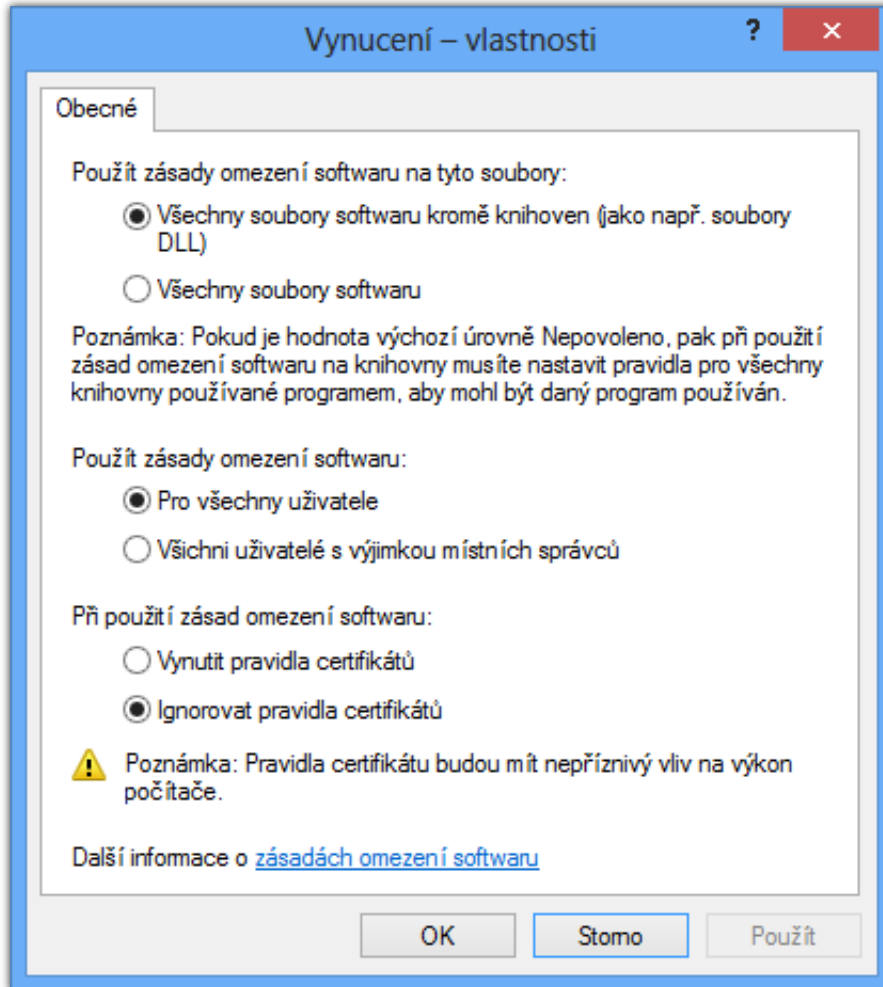 Vynucení – vlastnosti
?
Obecné
Použít zásady omezení softwaru na tyto soubory:
Všechny soubory softwaru kromě knihoven (jako např. soubory
DLL)
Všechny soubory softwaru
Poznámka: Pokud je hodnota výchozí úrovně Nepovoleno, pak při použití
zásad omezení softwaru na knihovny musíte nastavit pravidla pro všechny
knihovny používané programem, aby mohl být daný program používán.
Použít zásady omezení softwaru:
Pro všechny uživatele
Všichni uživatelé s výjimkou místních správců
Při použití zásad omezení softwaru:
Vynutit pravidla certifikátů
Ignorovat pravidla certifikátů
Poznámka: Pravidla certifikátu budou mít nepříznivý vliv na výkon
počítače.
Další informace o zásadách omezení softwaru
OK
Storno
Použít